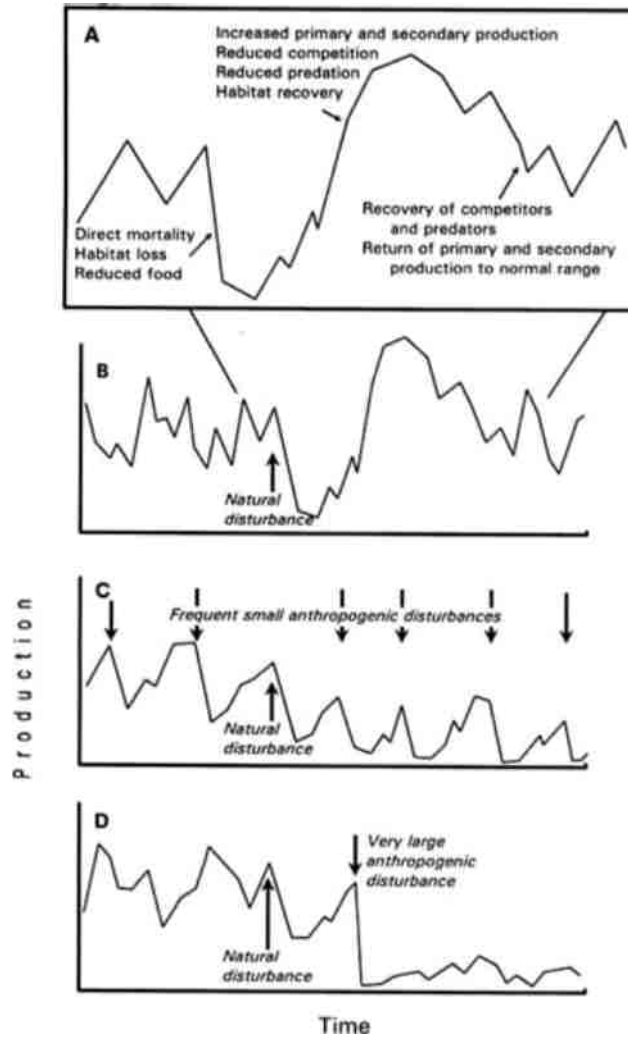 A
Increased primary and secondary production
Reduced competition
Reduced predation
Habitat recovery
Direct mortality
Habitat loss
Reduced food
Recovery of competitors
and predators
Return of primary and secondary
production to normal range
B
Natural
disturbance
C
Frequent small anthropogenic disturbances
Natural
disturbance
D
Very large
anthropogenic
disturbance
Natural
disturbance
Production
Time